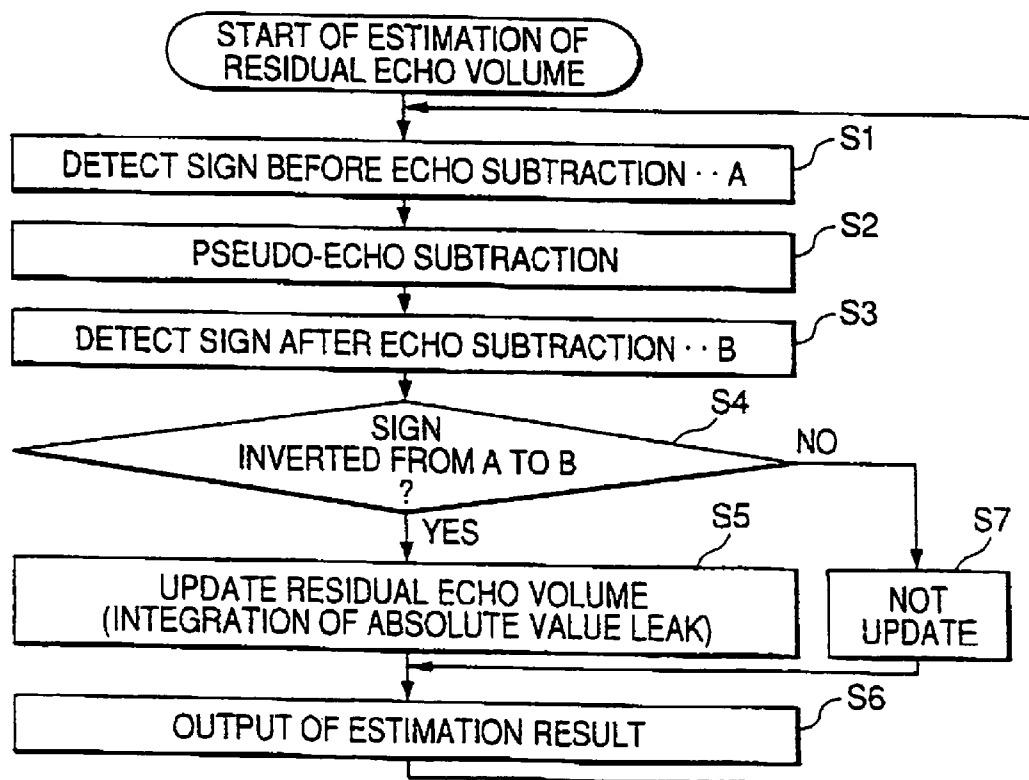 START OF ESTIMATION OF
RESIDUAL ECHO VOLUME
S1
DETECT SIGN BEFORE ECHO SUBTRACTION ·· A
S2
PSEUDO-ECHO SUBTRACTION
S3
DETECT SIGN AFTER ECHO SUBTRACTION ·· B
S4
SIGN
INVERTED FROM A TO B
?
NO
YES
S5
UPDATE RESIDUAL ECHO VOLUME
(INTEGRATION OF ABSOLUTE VALUE LEAK)
S7
NOT
UPDATE
S6
OUTPUT OF ESTIMATION RESULT